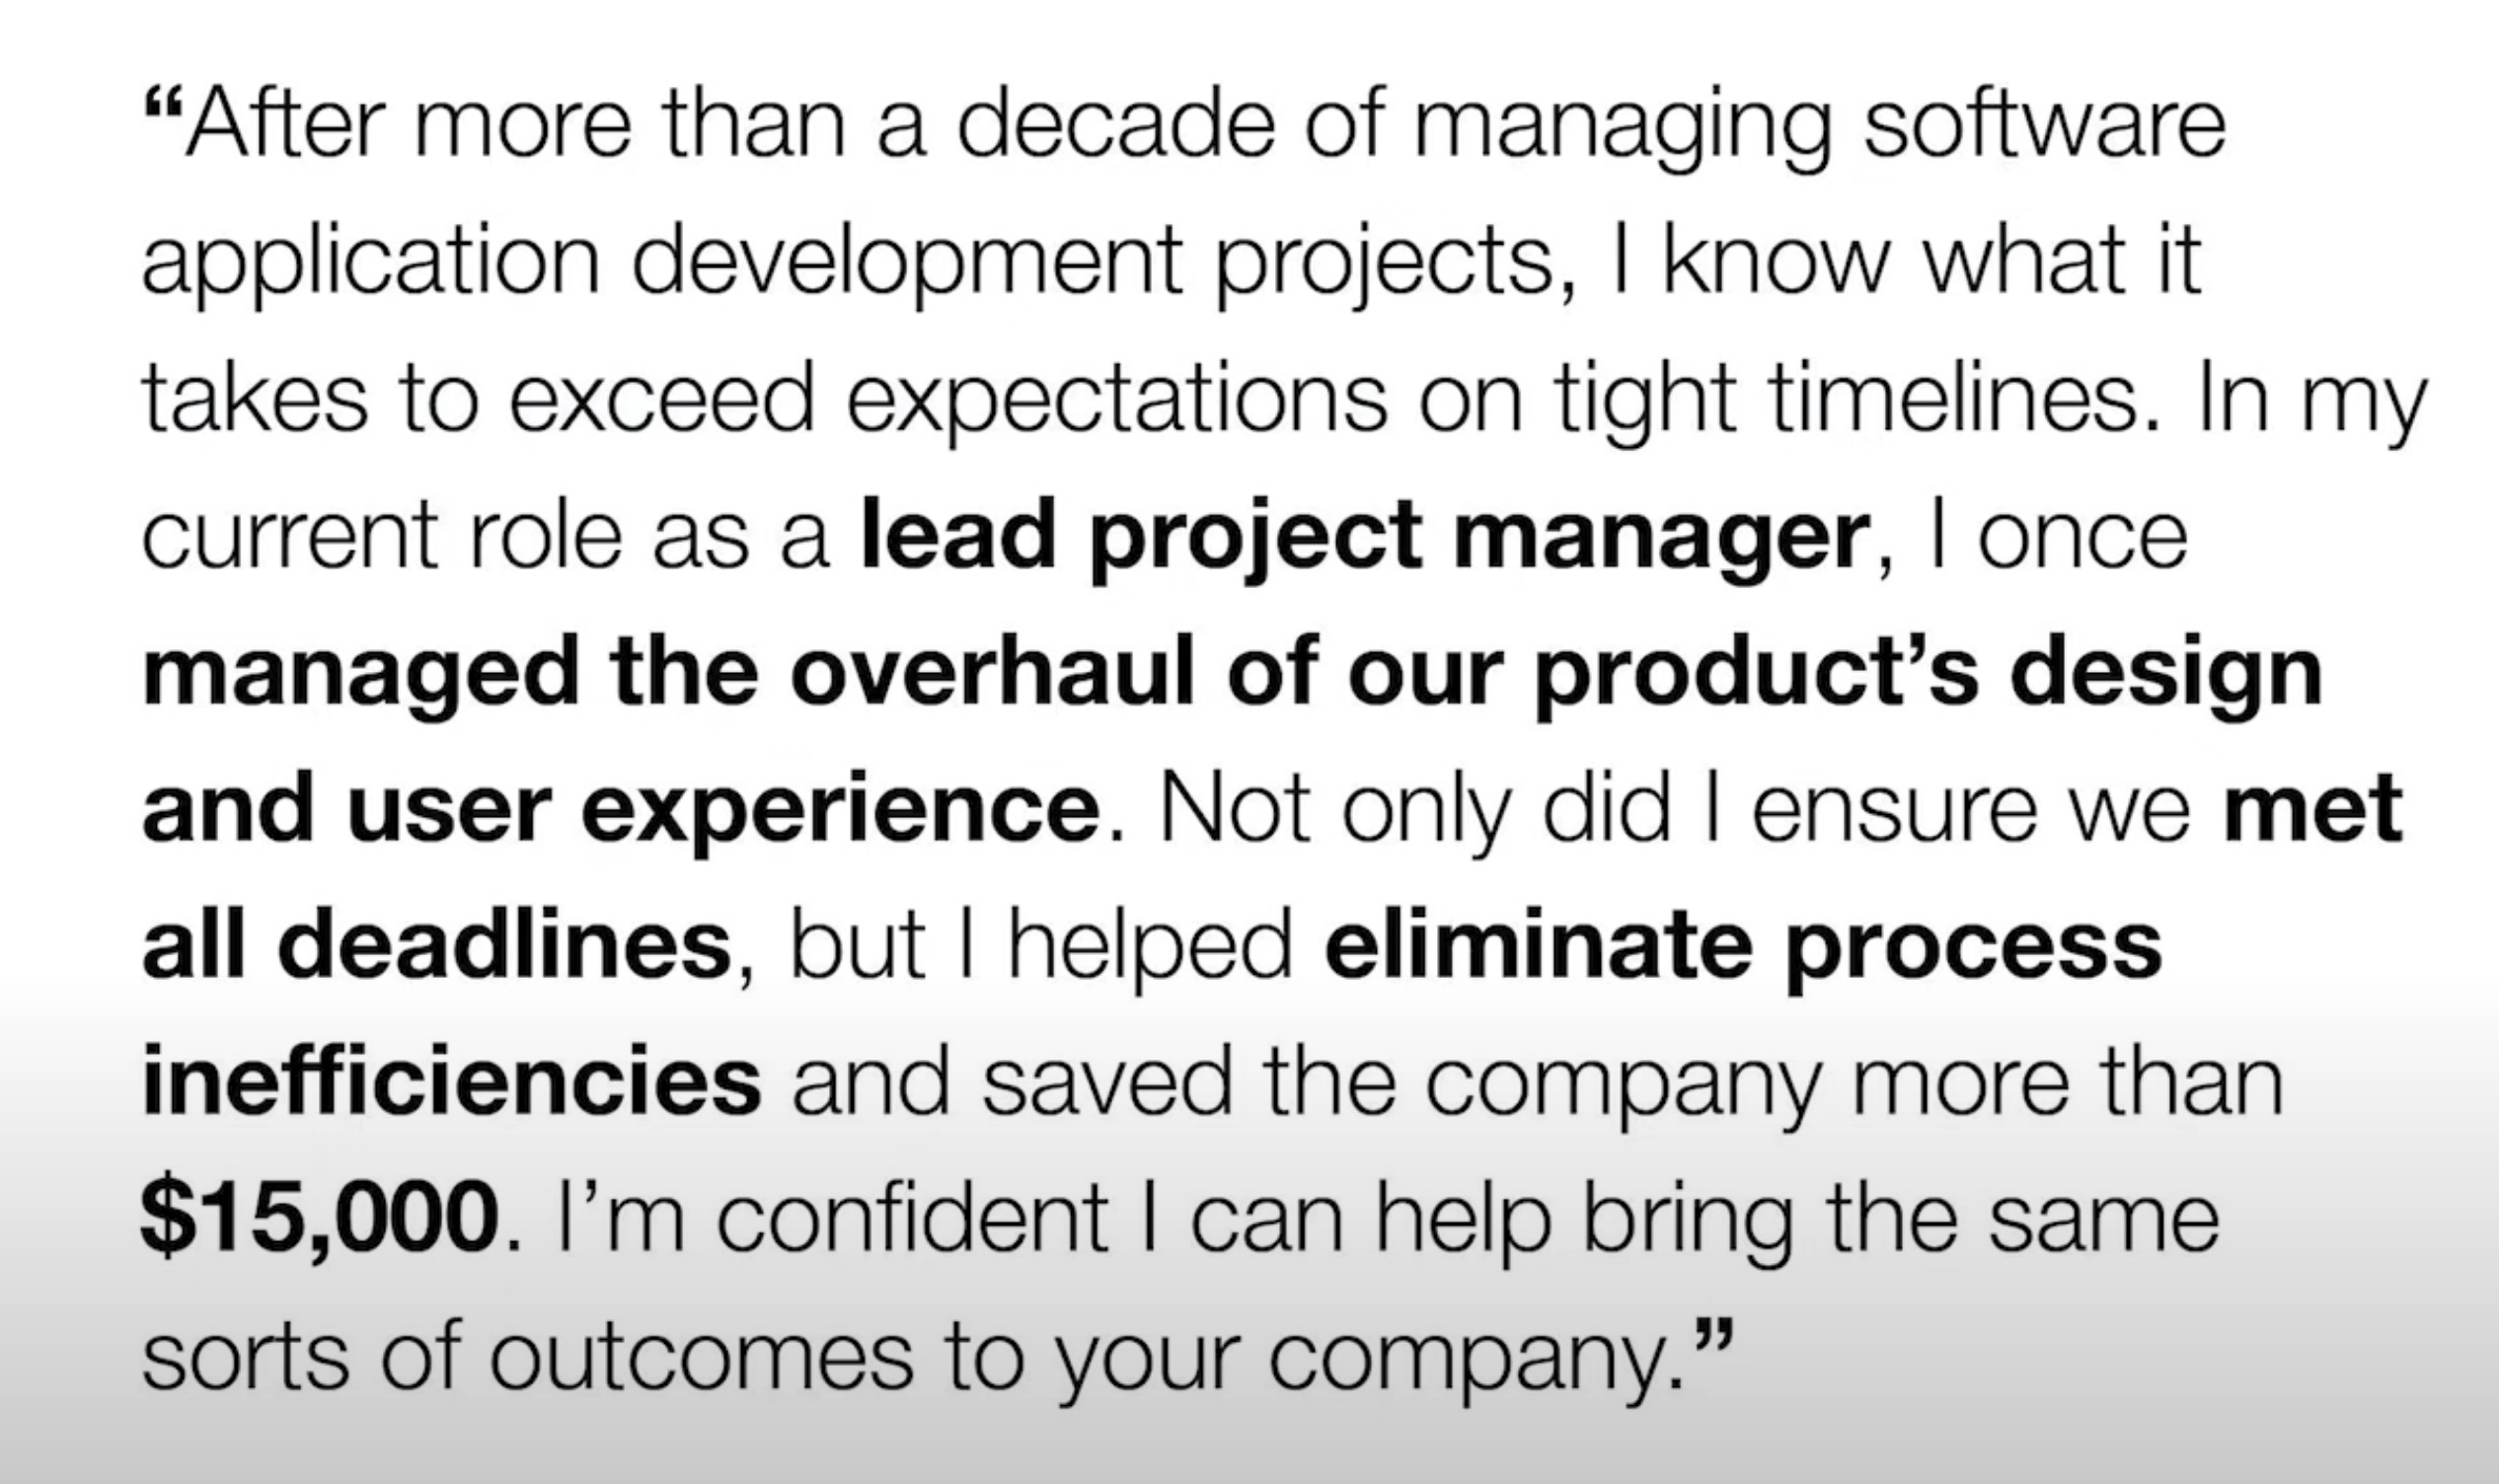 “After more than a decade of managing software
application development projects, I know what it
takes to exceed expectations on tight timelines. In my
current role as a lead project manager, I once
managed the overhaul of our product’s design
and user experience. Not only did I ensure we met
all deadlines, but I helped eliminate process
inefficiencies and saved the company more than
$15,000. I’m confident I can help bring the same
sorts of outcomes to your company.”